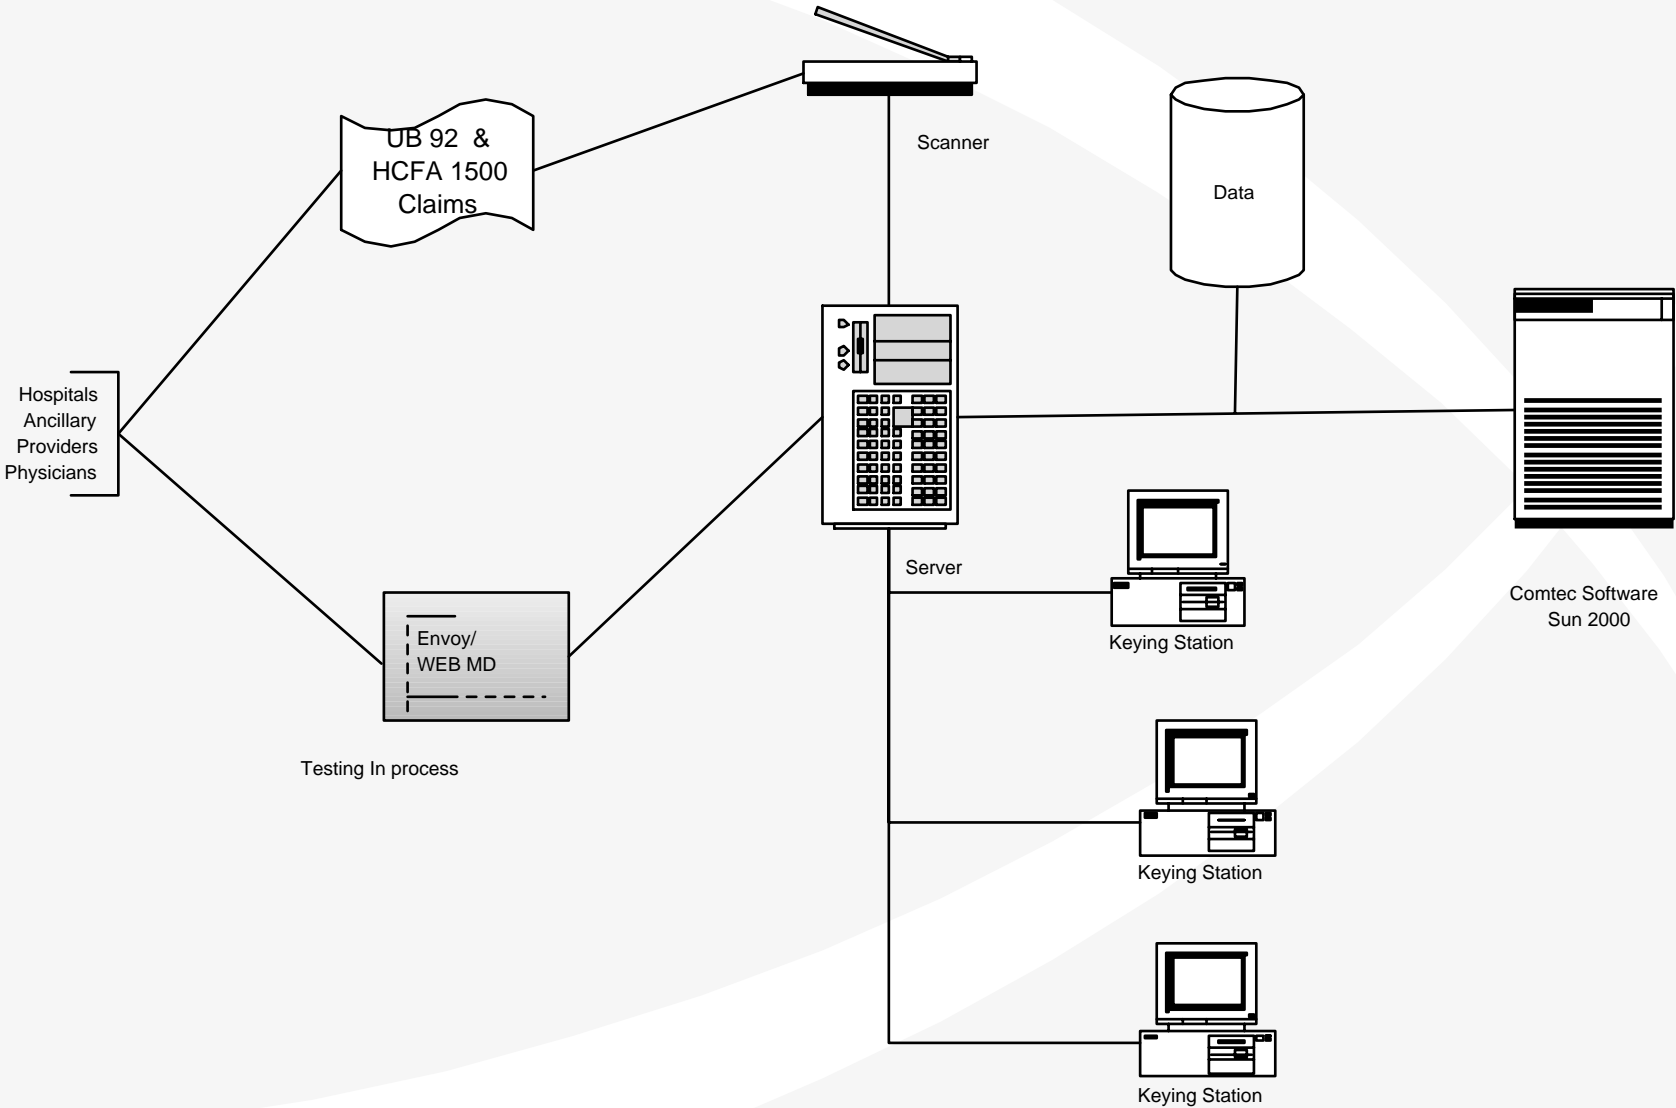 UB 92 &
HCFA 1500
Claims
Scanner
Data
Hospitals
Ancillary
Providers
Physicians
Server
Comtec Software
Sun 2000
Envoy/
WEB MD
Keying Station
Testing In process
Keying Station
Keying Station